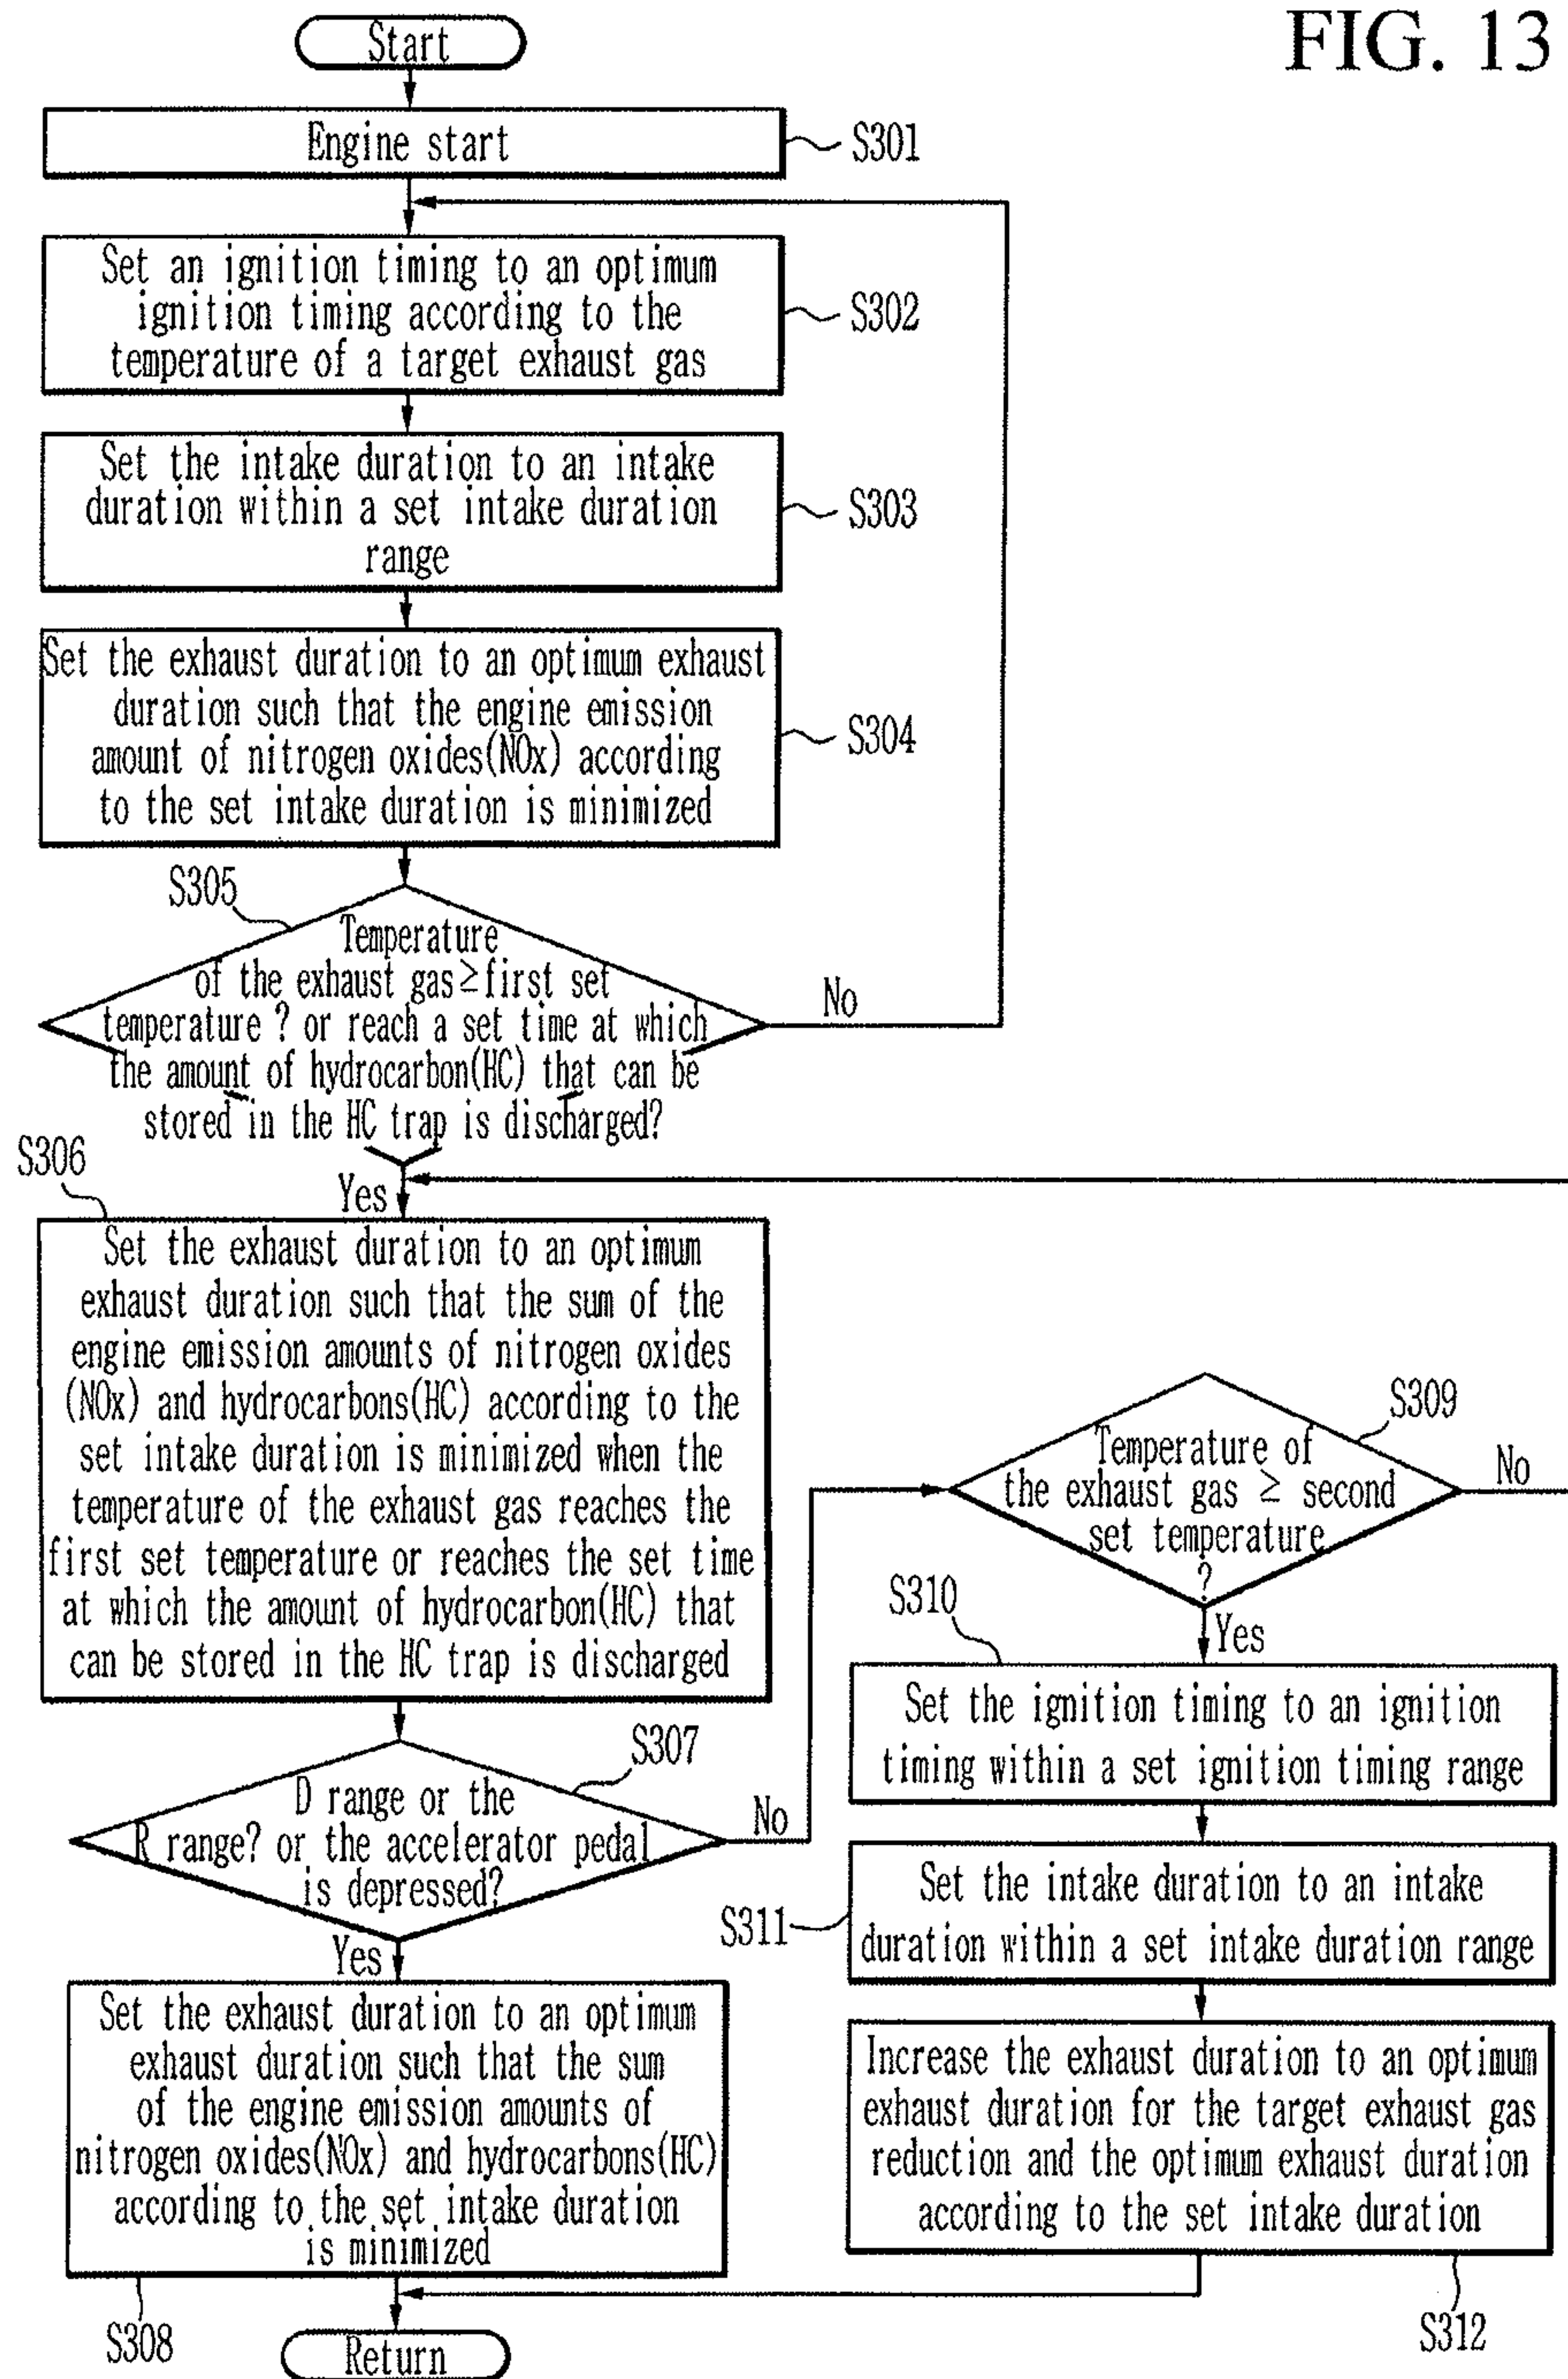 FIG. 13
Start
Engine start
S301
Set an ignition timing to an optimum
ignition timing according to the
temperature of a target exhaust gas
S302
Set the intake duration to an intake
duration within a set intake duration
range
S303
Set the exhaust duration to an optimum exhaust
duration such that the engine emission
amount of nitrogen oxides(NOx) according
to the set intake duration is minimized
S304
S305
Temperature
of the exhaust gas≥first set
temperature ? or reach a set time at which
the amount of hydrocarbon(HC) that can be
stored in the HC trap is discharged?
No
Yes
S306
Set the exhaust duration to an optimum
exhaust duration such that the sum of the
engine emission amounts of nitrogen oxides
(NOx) and hydrocarbons(HC) according to the
set intake duration is minimized when the
temperature of the exhaust gas reaches the
first set temperature or reaches the set time
at which the amount of hydrocarbon(HC) that
can be stored in the HC trap is discharged
S307
D range or the
R range? or the accelerator pedal
is depressed?
No
Yes
Set the exhaust duration to an optimum
exhaust duration such that the sum
of the engine emission amounts of
nitrogen oxides(NOx) and hydrocarbons(HC)
according to the set intake duration
is minimized
S308
Return
S309
Temperature of
the exhaust gas ≥ second
set temperature
?
No
Yes
S310
Set the ignition timing to an ignition
timing within a set ignition timing range
S311
Set the intake duration to an intake
duration within a set intake duration range
Increase the exhaust duration to an optimum
exhaust duration for the target exhaust gas
reduction and the optimum exhaust duration
according to the set intake duration
S312